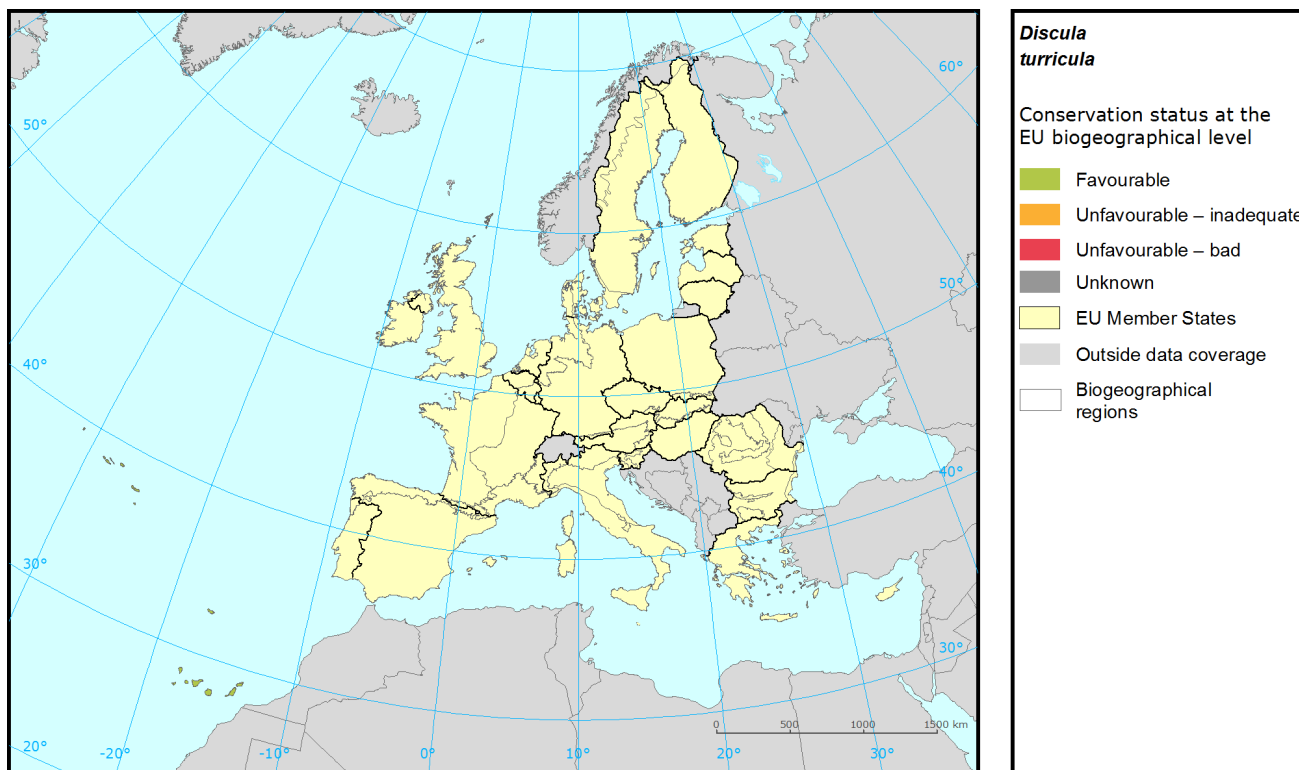 60°
50°
50°
40°
40°
30°
30°
20°
-20°
-10°
0°
10°
20°
30°
0 500 1000 1500 km
Discula
turricula
Conservation status at the
EU biogeographical level
Favourable
Unfavourable – inadequate
Unfavourable – bad
Unknown
EU Member States
Outside data coverage
Biogeographical
regions